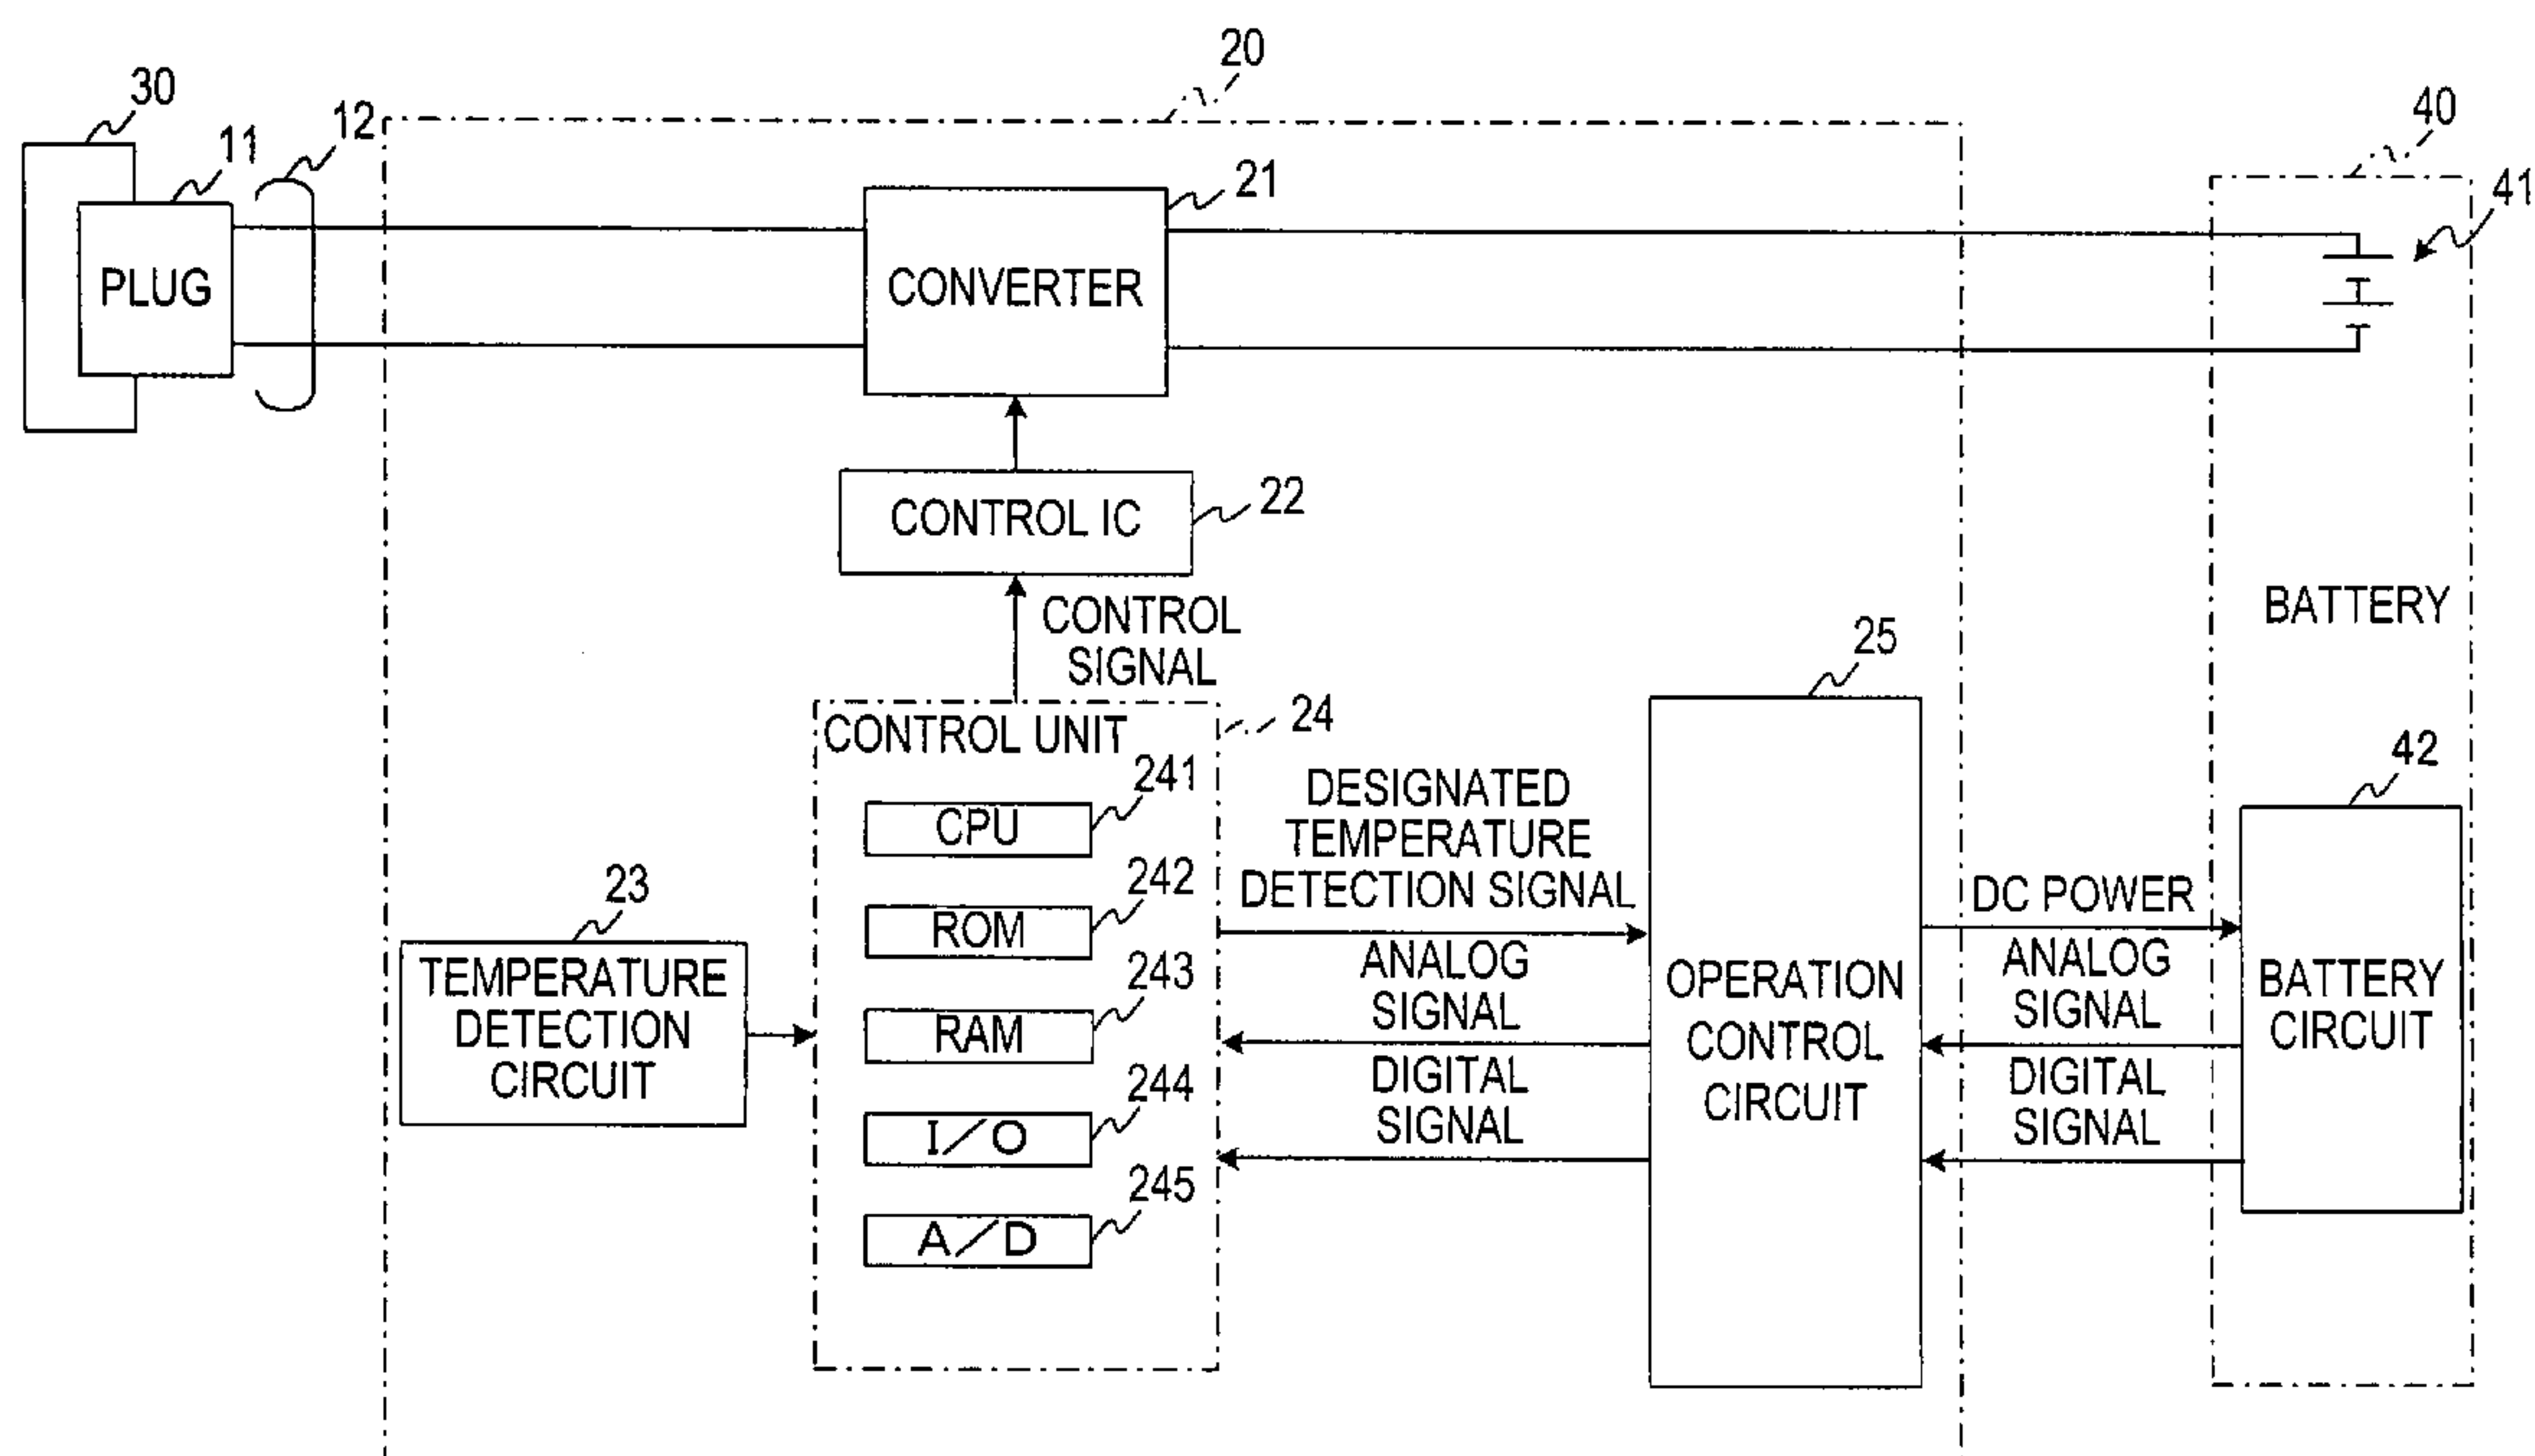 20
30
11
12
40
41
21
PLUG
CONVERTER
CONTROL IC
22
CONTROL
SIGNAL
BATTERY
25
24
CONTROL UNIT
241
CPU
242
ROM
243
RAM
244
I/O
245
A/D
23
TEMPERATURE
DETECTION
CIRCUIT
DESIGNATED
TEMPERATURE
DETECTION SIGNAL
ANALOG
SIGNAL
DIGITAL
SIGNAL
OPERATION
CONTROL
CIRCUIT
DC POWER
ANALOG
SIGNAL
DIGITAL
SIGNAL
42
BATTERY
CIRCUIT